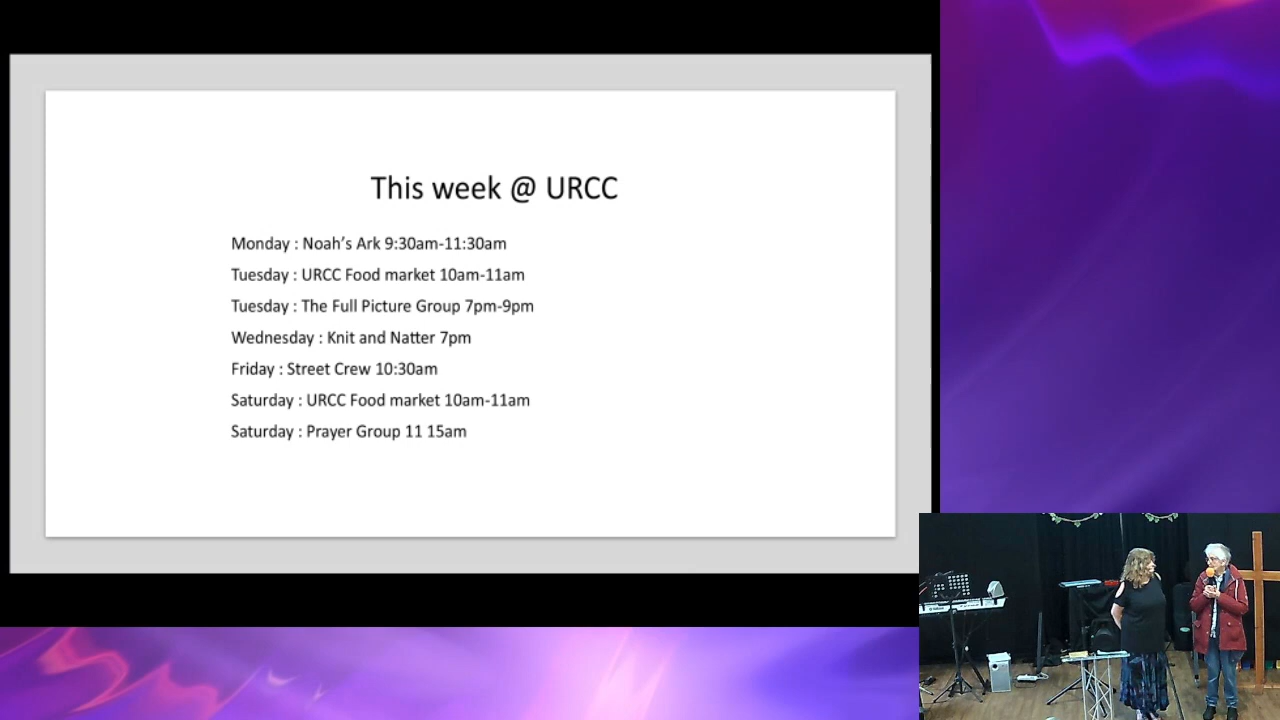 This week @ URCC
Monday : Noah's Ark 9:30am-11:30am
Tuesday : URCC Food market 10am-11am
Tuesday : The Full Picture Group 7pm-9pm
Wednesday : Knit and Natter 7pm
Friday : Street Crew 10:30am
Saturday : URCC Food market 10am-11am
Saturday : Prayer Group 11 15am